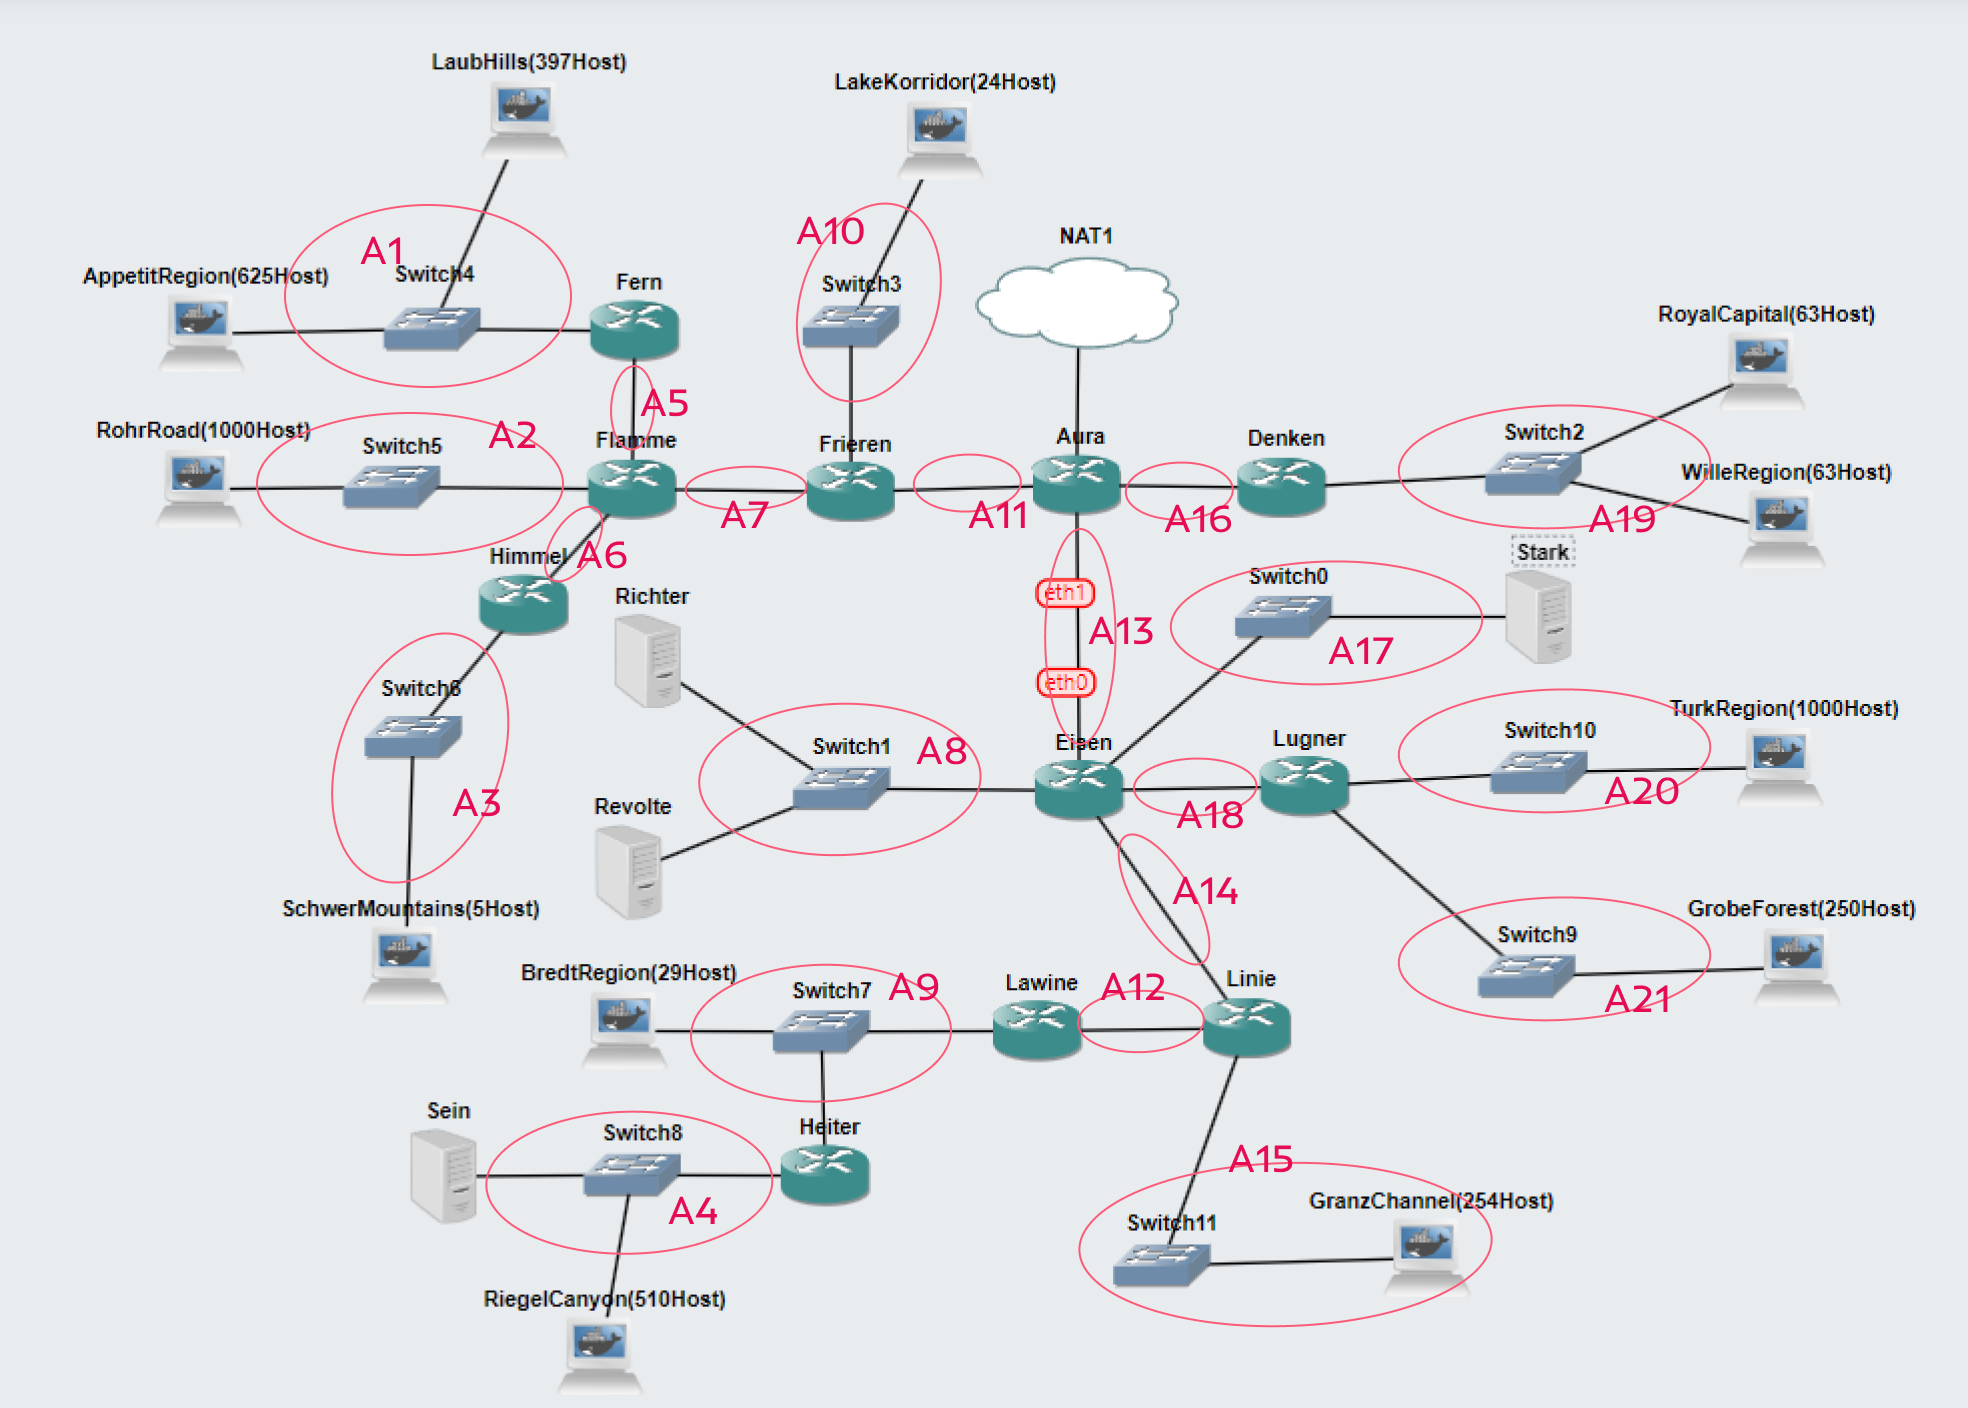 LaubHills(397Host)
LakeKorridor(24Host)
A10
NAT1
A1
Switch4
AppetitRegion(625Host)
Fern
Switch3
RoyalCapital(63Host)
A5
RohrRoad(1000Host)
Switch5
A2
Flamme
Frieren
Aura
Denken
Switch2
WilleRegion(63Host)
A7
A11
A16
A19
Himmel
A6
Stark
Switch0
eth1
Richter
A13
A17
eth0
Switch6
TurkRegion(1000Host)
Switch1
A8
Eisen
Lugner
Switch10
A3
Revolte
A18
A20
A14
SchwerMountains(5Host)
GrobeForest(250Host)
Switch9
BredtRegion(29Host)
Switch7
A9
Lawine
A12
Linie
A21
Sein
Switch8
Heiter
A15
A4
GranzChannel(254Host)
Switch11
RiegelCanyon(510Host)